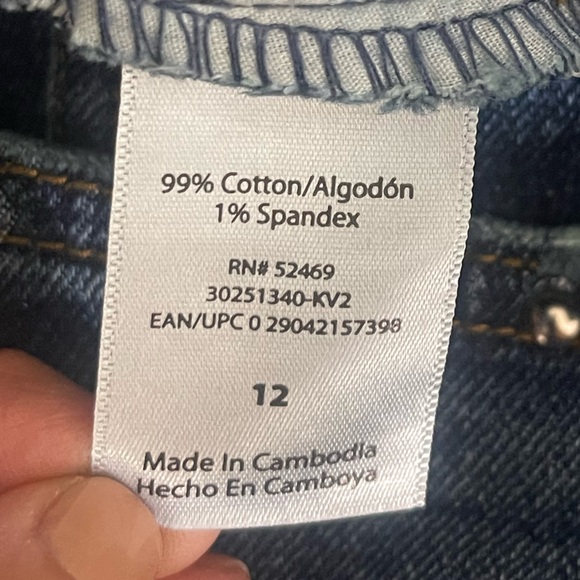 99% Cotton/Algodón
1% Spandex
RN# 52469
30251340-KV2
EAN/UPC 0 29042157398
12
Made In Cambodia
Hecho En Camboya